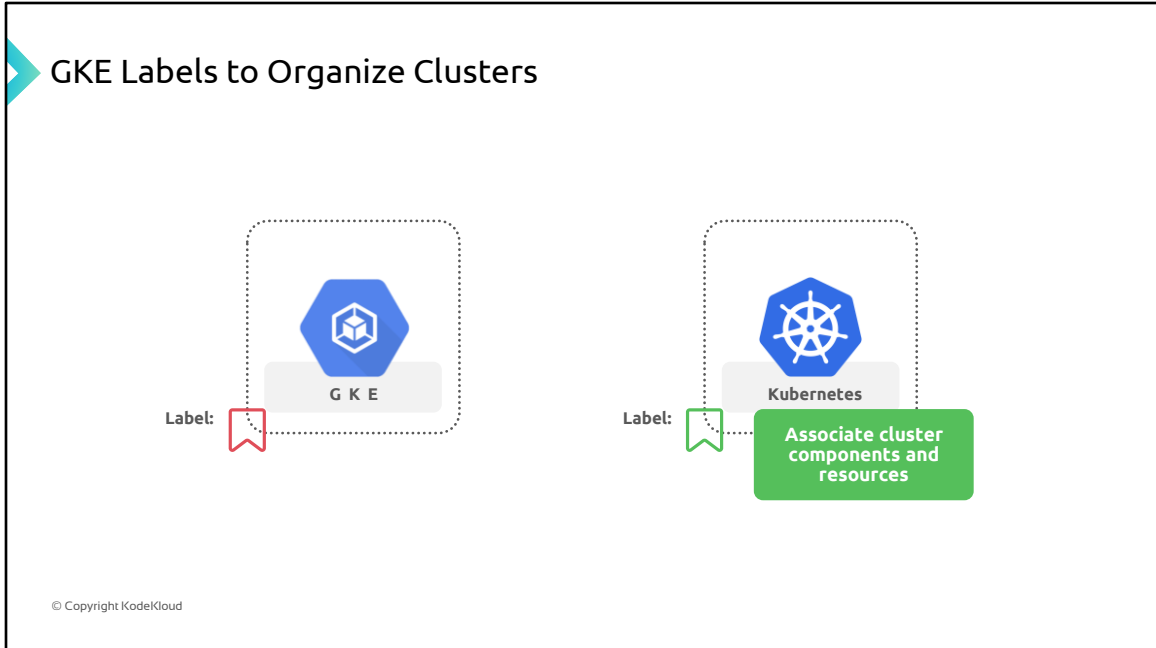 GKE Labels to Organize Clusters
G K E
Label:
Kubernetes
Label:
Associate cluster
components and
resources
© Copyright KodeKloud